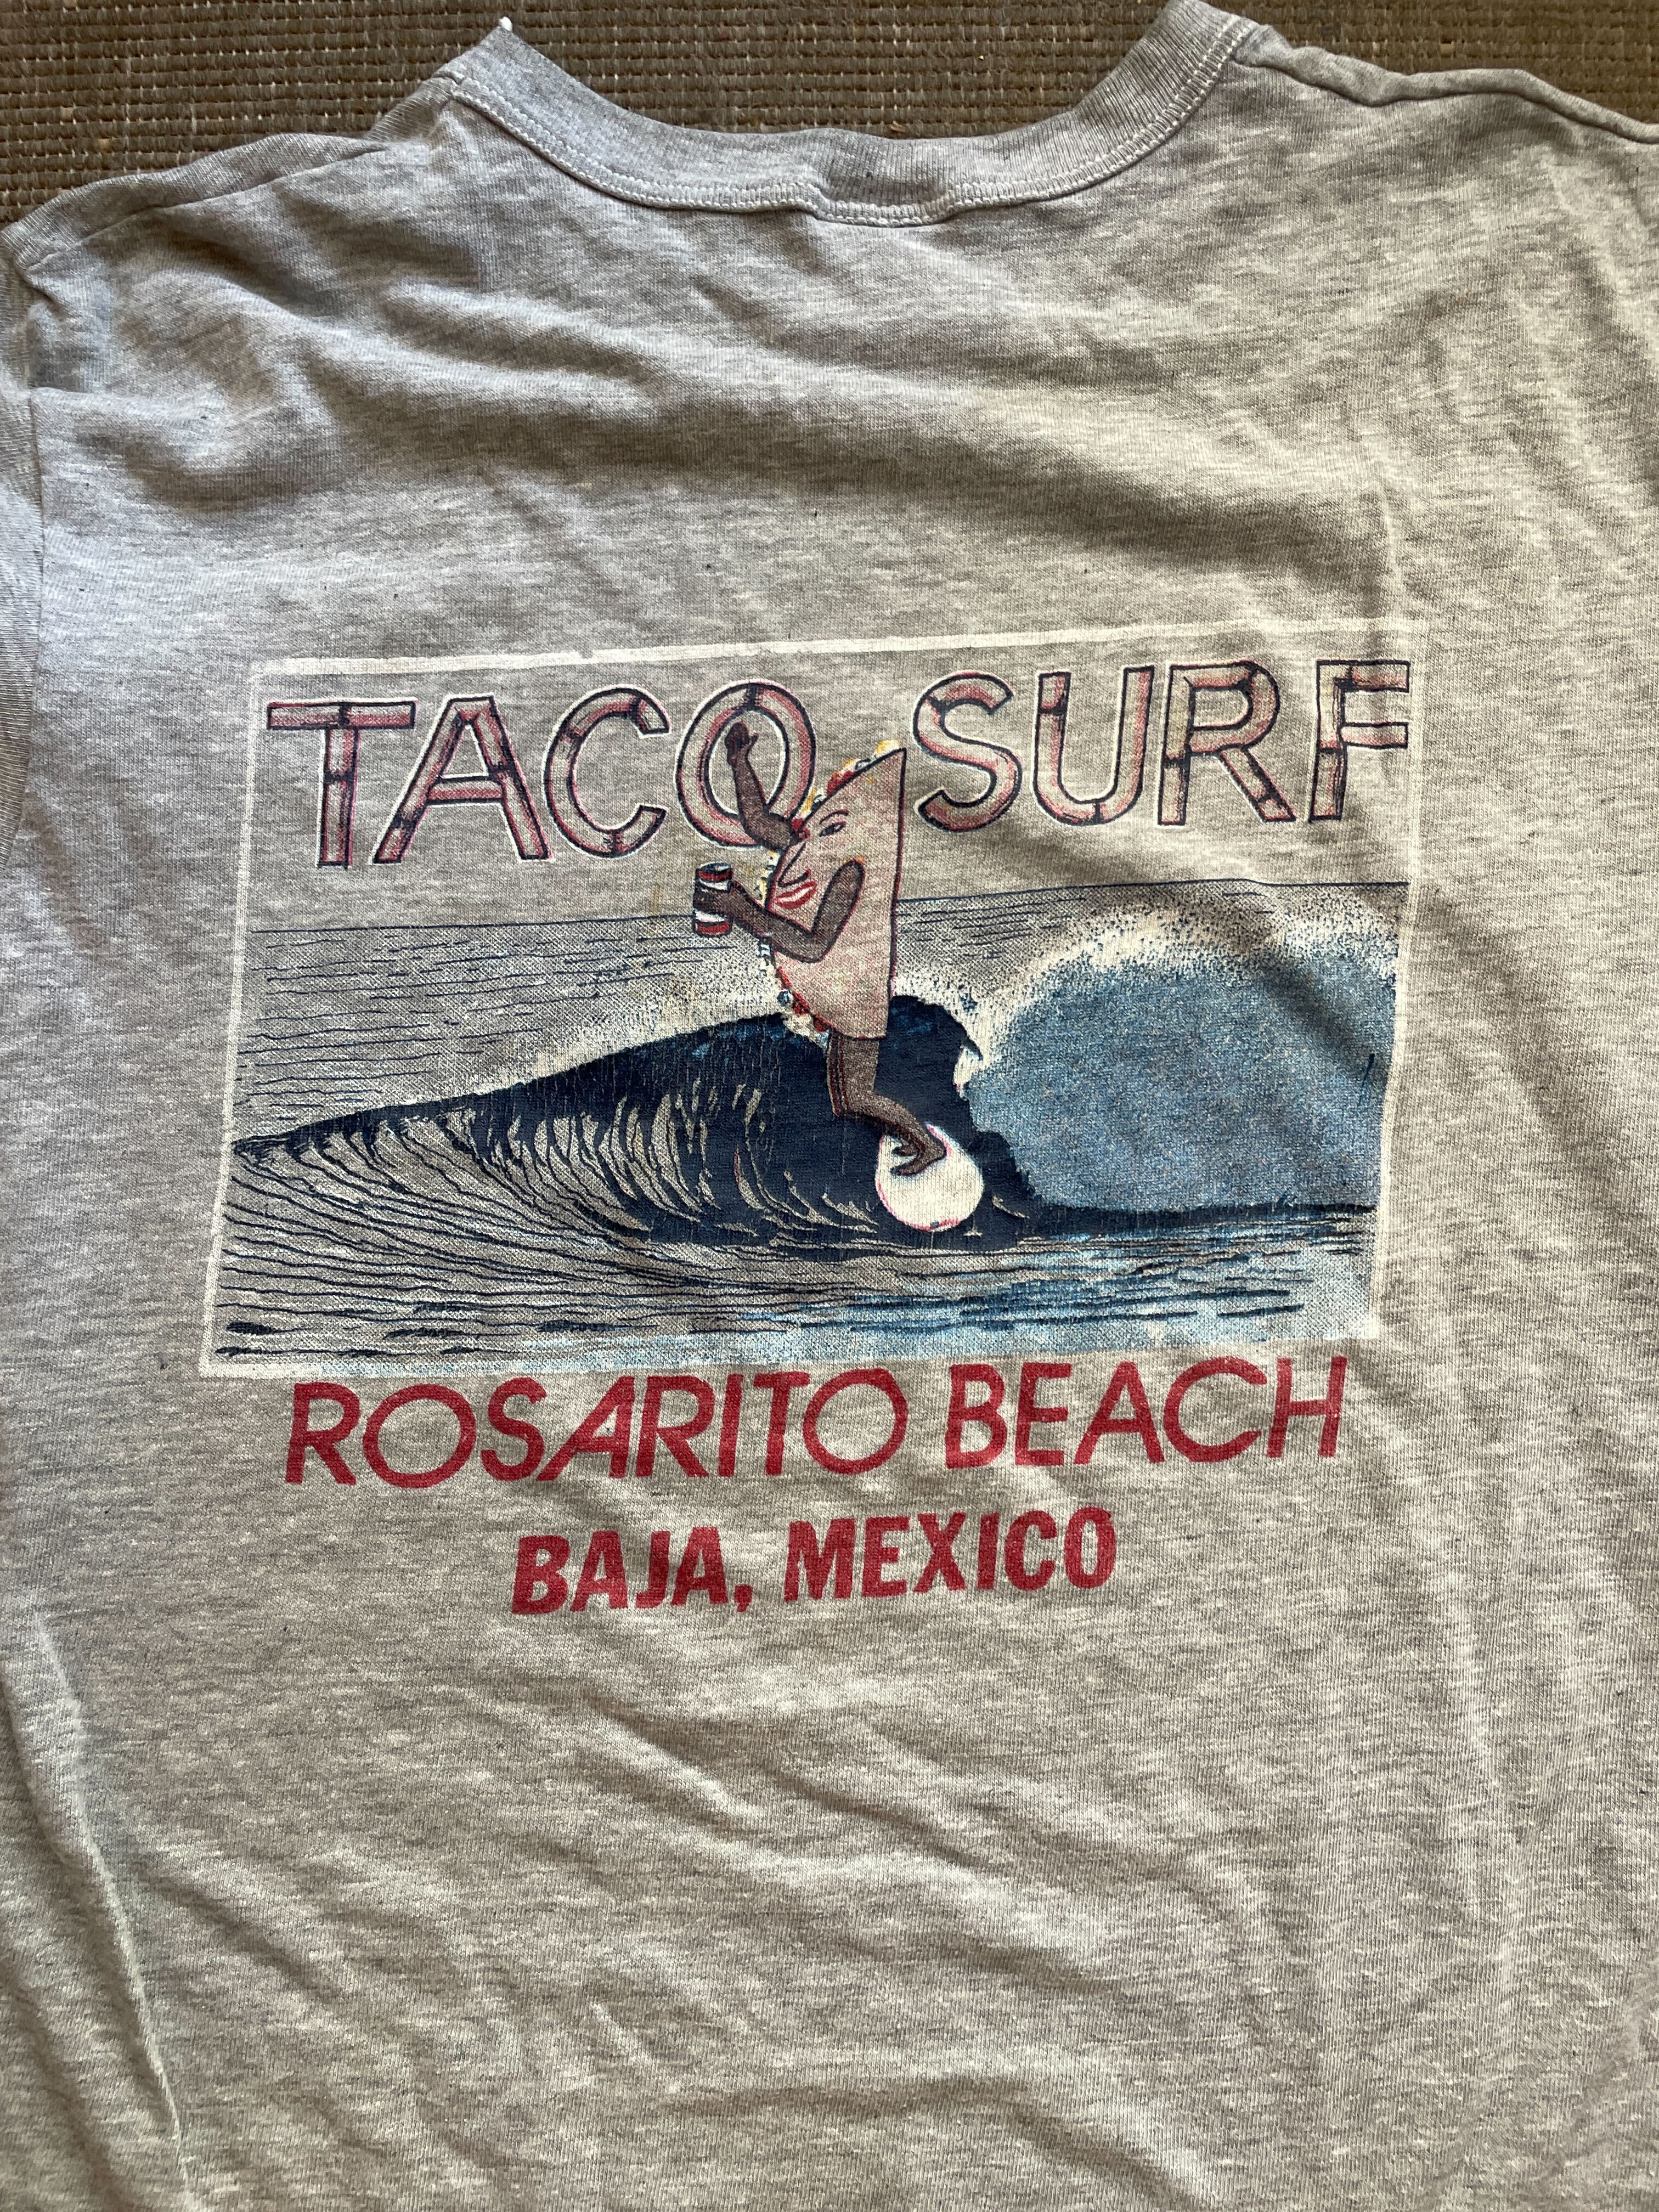 TACO SURF
ROSARITO BEACH
BAJA, MEXICO